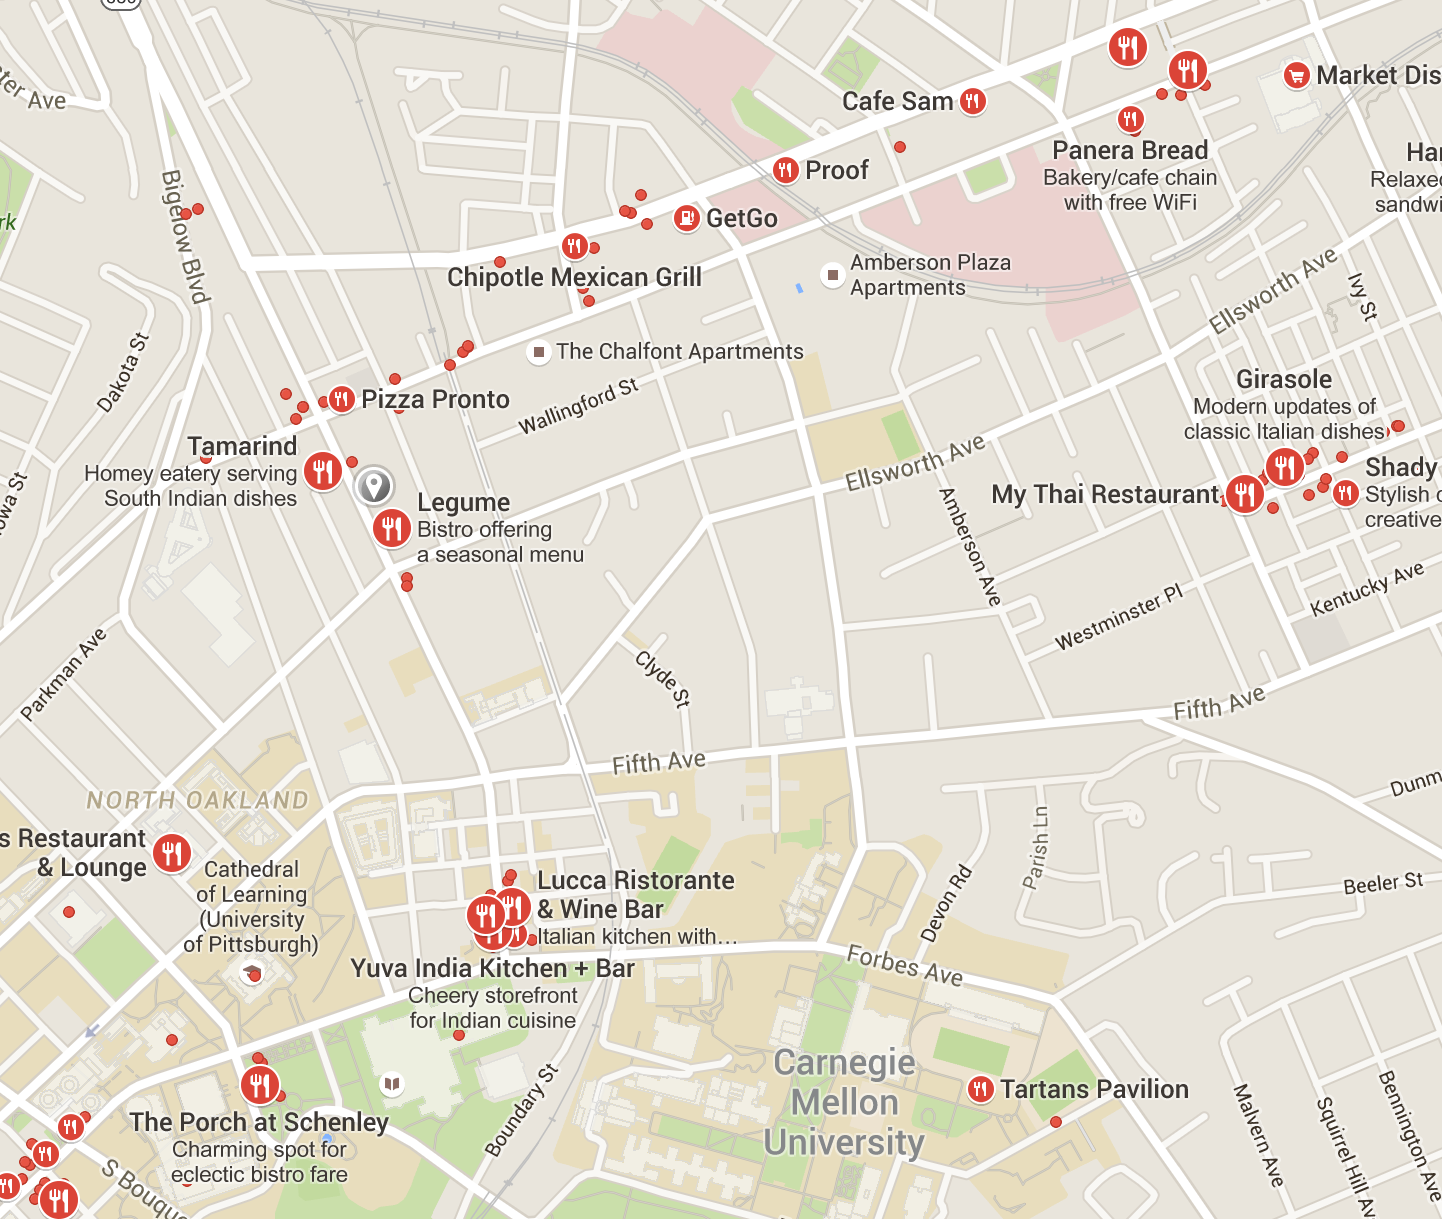 Market Dis
Cafe Sam
Panera Bread
Bakery/cafe chain
with free WiFi
Proof
GetGo
Chipotle Mexican Grill
Amberson Plaza
Apartments
The Chalfont Apartments
Bigelow Blvd
ter Ave
rk
Ha
Relaxed
sandwi
Ellsworth Ave
Ivy St
Dakota St
Pizza Pronto
Wallingford St
Girasole
Modern updates of
classic Italian dishes
Tamarind
Homey eatery serving
South Indian dishes
Legume
Bistro offering
a seasonal menu
Ellsworth Ave
My Thai Restaurant
Shady
Stylish
creative
owa St
Amberson Ave
Westminster Pl
Kentucky Ave
Parkman Ave
Clyde St
Fifth Ave
Fifth Ave
NORTH OAKLAND
Dunm
s Restaurant
& Lounge
Cathedral
of Learning
(University
of Pittsburgh)
Lucca Ristorante
& Wine Bar
Italian kitchen with...
Parish Ln
Devon Rd
Beeler St
Yuva India Kitchen + Bar
Cheery storefront
for Indian cuisine
Forbes Ave
Boundary St
Carnegie
Mellon
University
Tartans Pavilion
The Porch at Schenley
Charming spot for
eclectic bistro fare
S Bouqu
Malvern Ave
Squirrel Hill Av
Bennington Ave